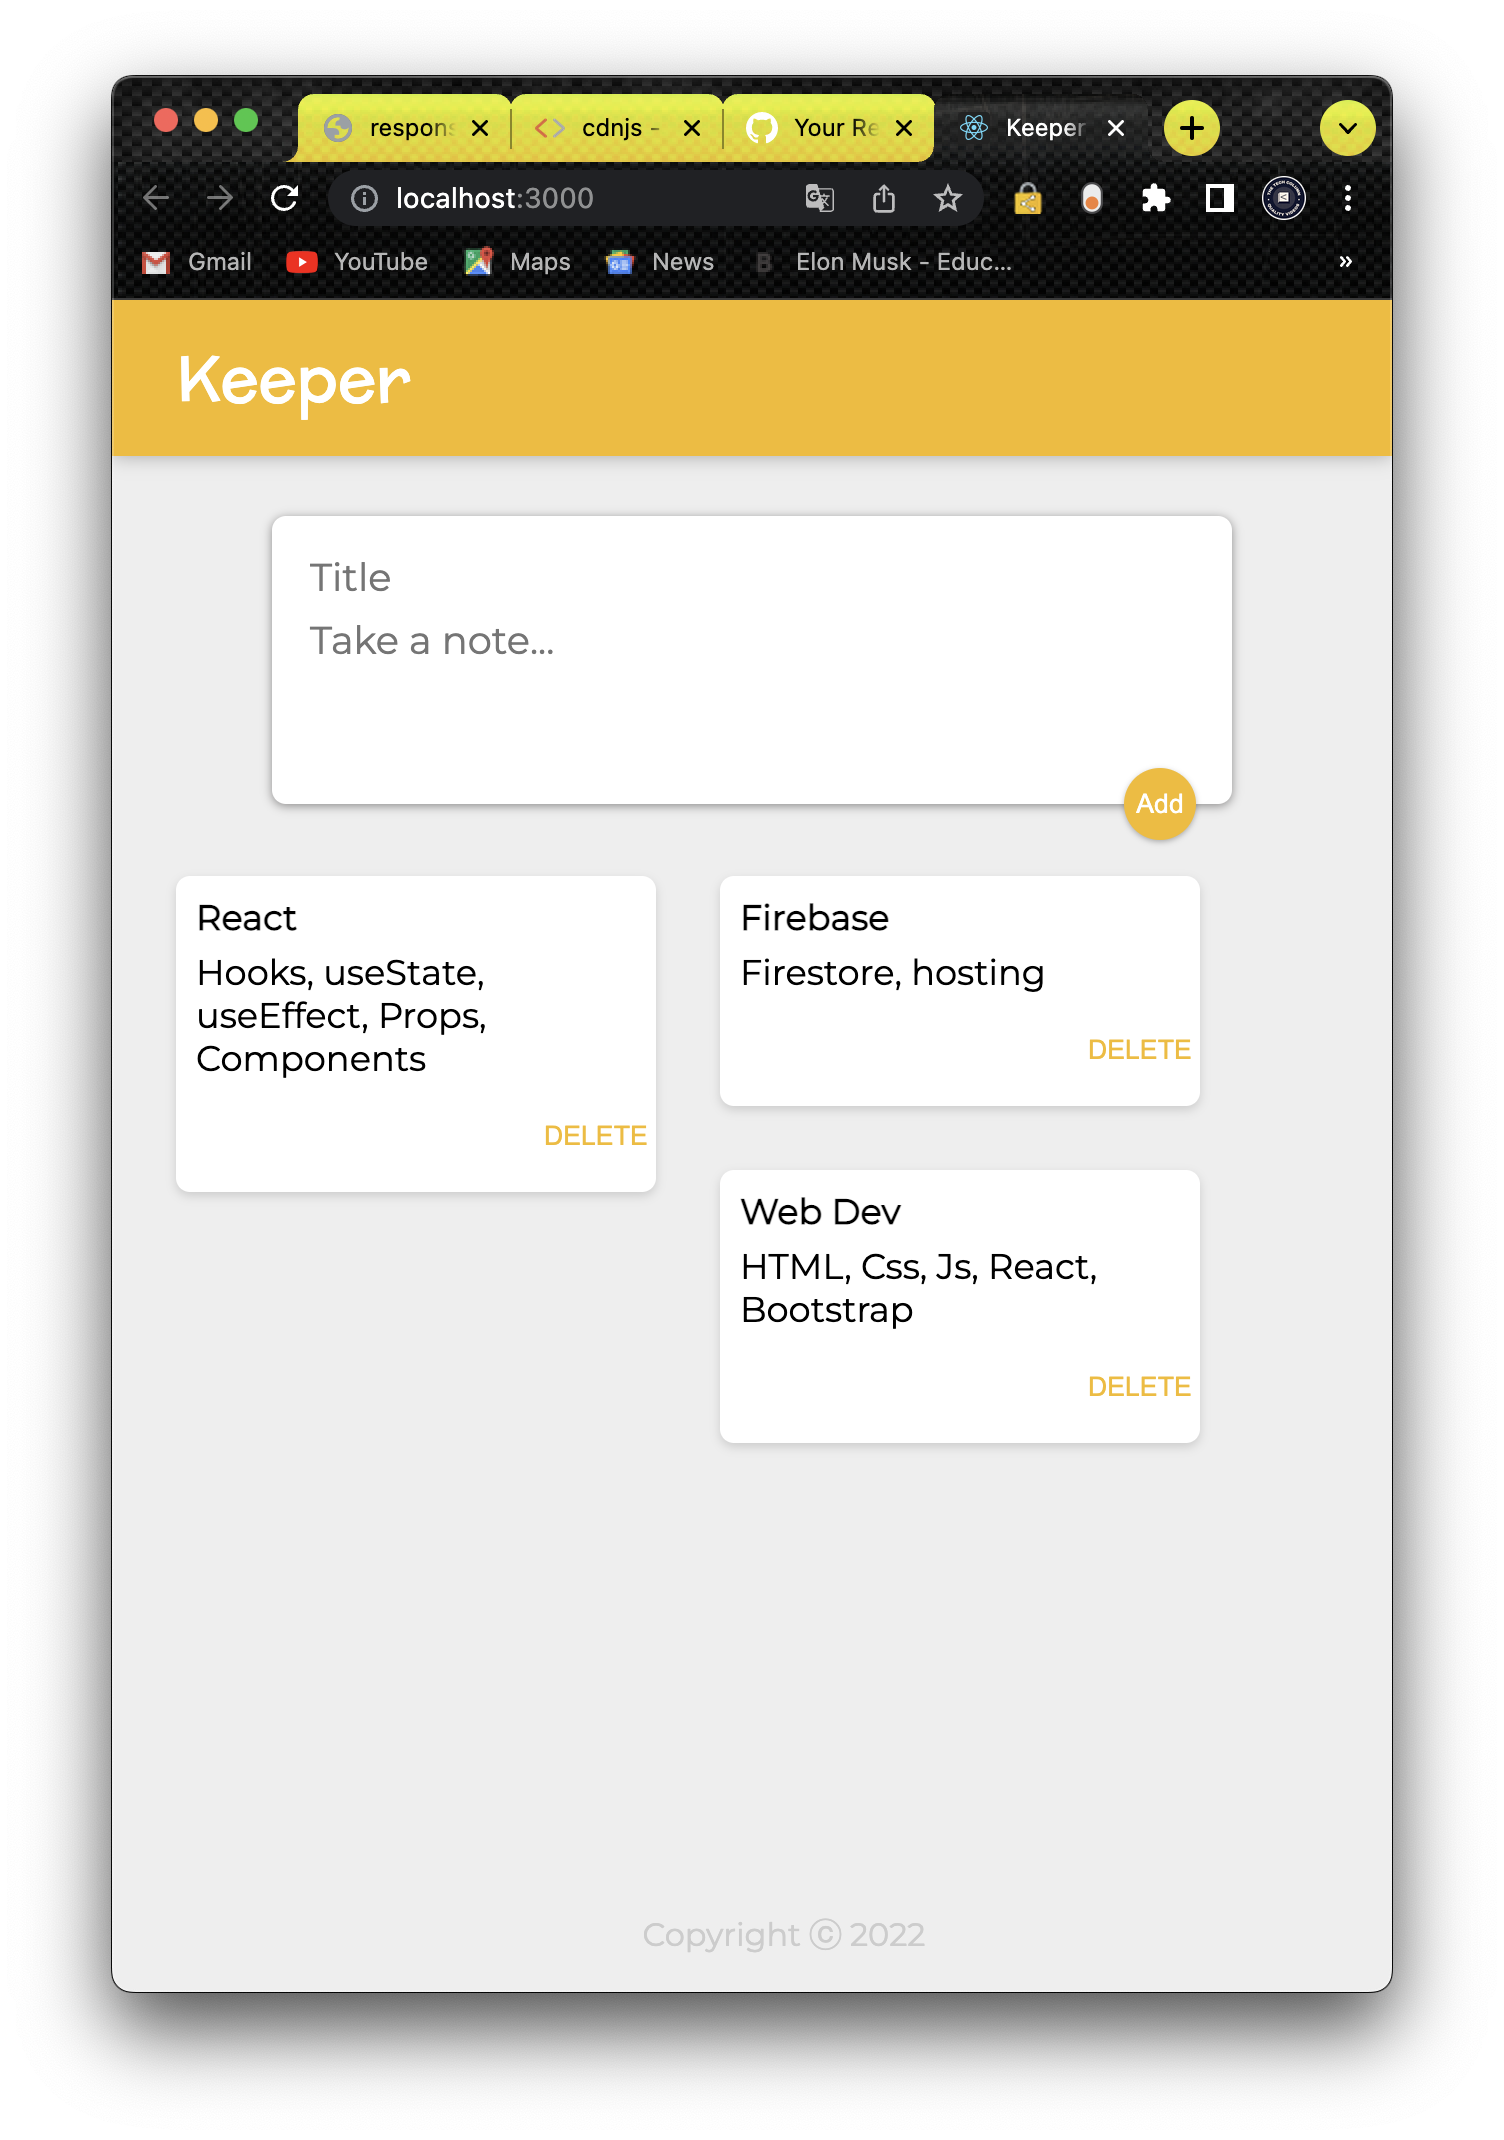 respons
cdnjs -
Your Re
Keeper
localhost:3000
Gmail
YouTube
Maps
News
B
Elon Musk - Educ...
»
Keeper
Title
Take a note...
Add
React
Hooks, useState,
useEffect, Props,
Components
DELETE
Firebase
Firestore, hosting
DELETE
Web Dev
HTML, Css, Js, React,
Bootstrap
DELETE
Copyright ⓒ 2022